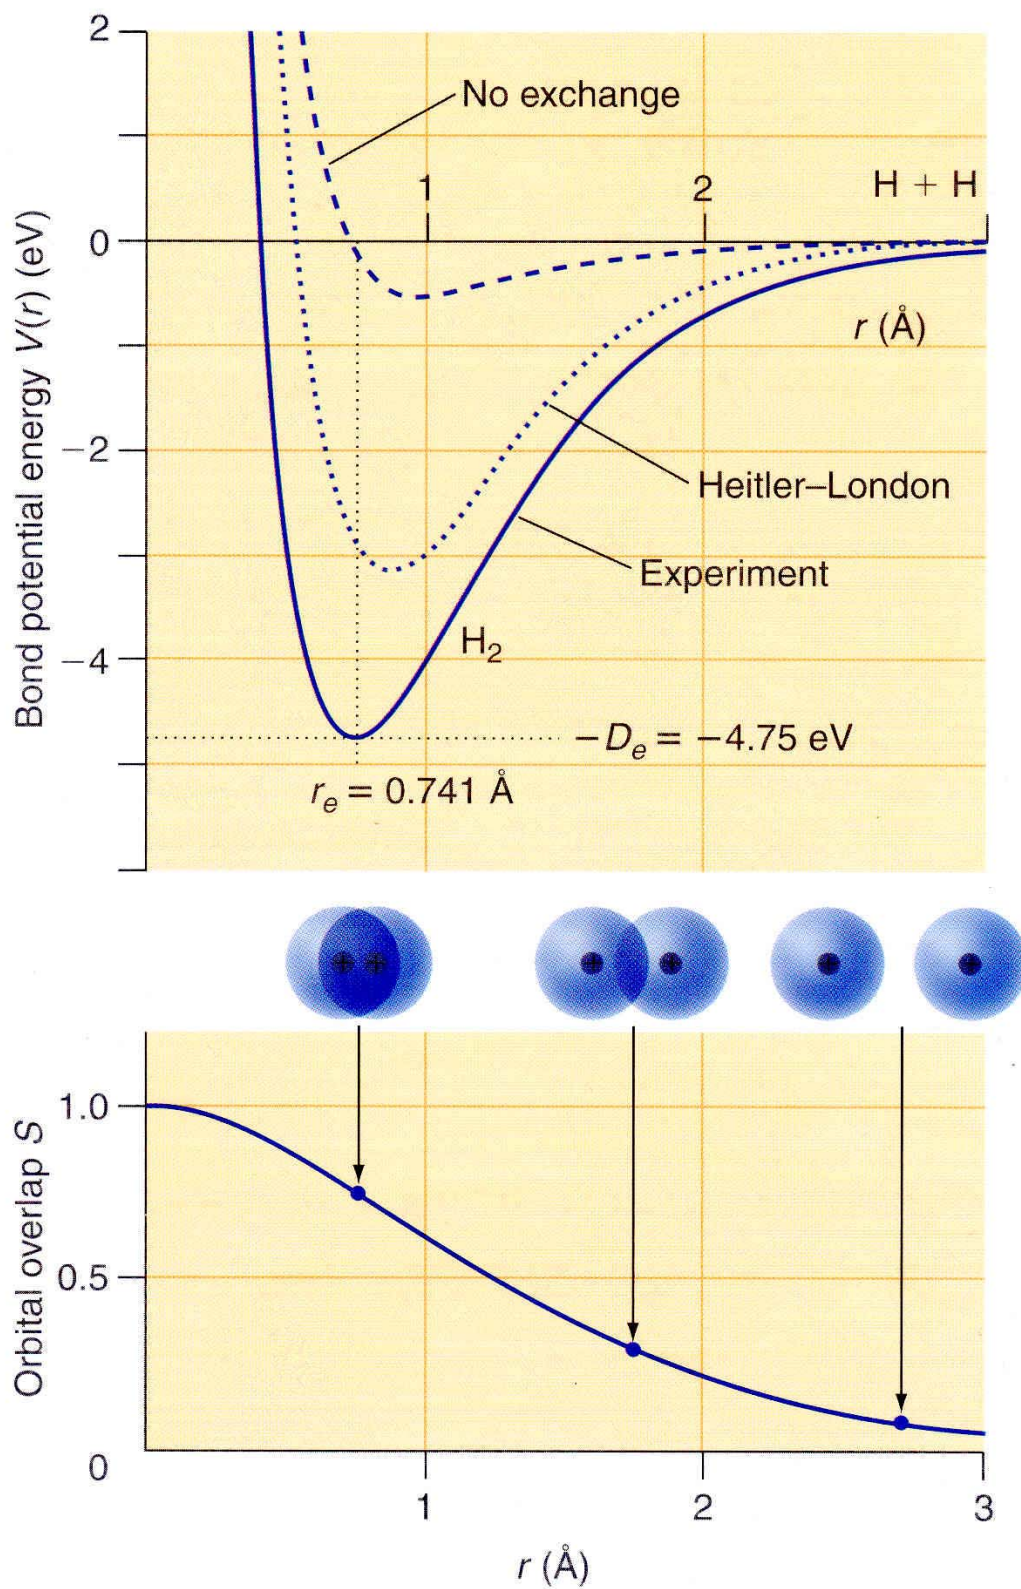 2
No exchange
1
2
H + H
0
r (Å)
Bond potential energy V(r) (eV)
−2
Heitler–London
Experiment
H₂
−4
−Dₑ = −4.75 eV
rₑ = 0.741 Å
1.0
Orbital overlap S
0.5
0
1
2
3
r (Å)